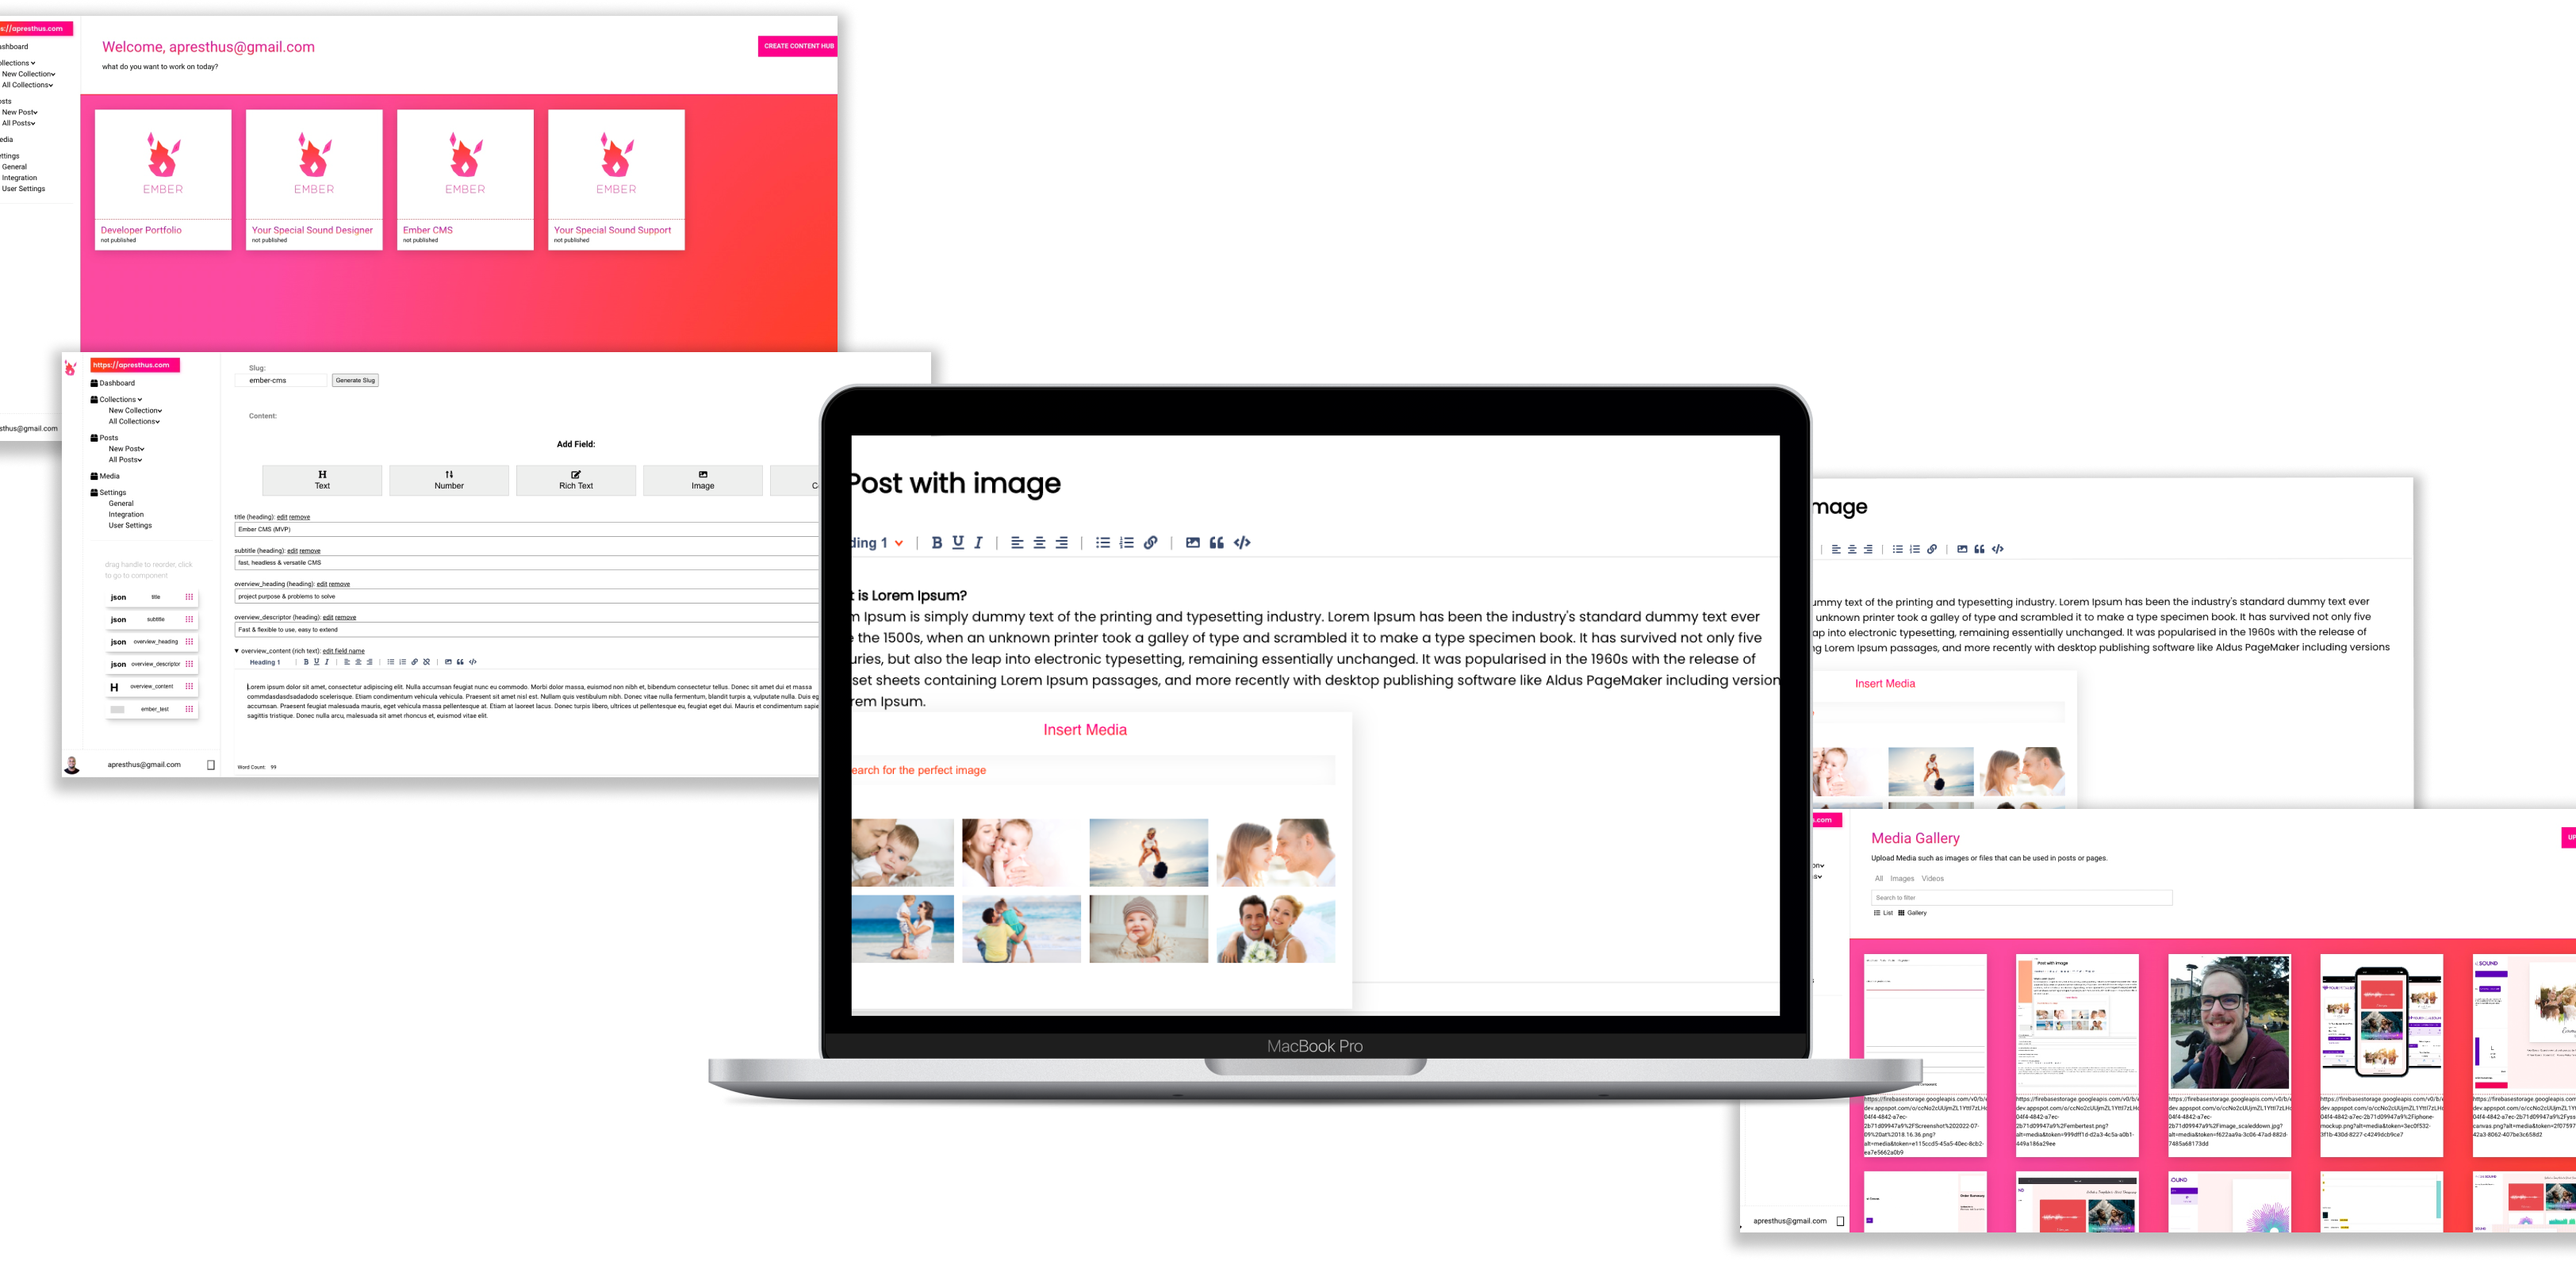 s://apresthus.com
ashboard
ollections
New Collection
All Collections
sts
New Post
All Posts
edia
ttings
General
Integration
User Settings
sthus@gmail.com
Welcome, apresthus@gmail.com
what do you want to work on today?
CREATE CONTENT HUB
EMBER
Developer Portfolio
not published
EMBER
Your Special Sound Designer
not published
EMBER
Ember CMS
not published
EMBER
Your Special Sound Support
not published
https://apresthus.com
Dashboard
Collections
New Collection
All Collections
Posts
New Post
All Posts
Media
Settings
General
Integration
User Settings
drag handle to reorder, click
to go to component
json title
json subtitle
json overview_heading
json overview_descriptor
H overview_content
ember_test
apresthus@gmail.com
Slug:
ember-cms Generate Slug
Content:
Add Field:
H
Text
Number
Rich Text
Image
C
title (heading): edit remove
Ember CMS (MVP)
subtitle (heading): edit remove
fast, headless & versatile CMS
overview_heading (heading): edit remove
project purpose & problems to solve
overview_descriptor (heading): edit remove
Fast & flexible to use, easy to extend
▼ overview_content (rich text): edit field name
Heading 1 | B U I
Lorem ipsum dolor sit amet, consectetur adipiscing elit. Nulla accumsan feugiat nunc eu commodo. Morbi dolor massa, euismod non nibh et, bibendum consectetur tellus. Donec sit amet dui et massa
commodasdsadadodo scelerisque. Etiam condimentum vehicula vehicula. Praesent sit amet nisl est. Nullam quis vestibulum nibh. Donec vitae nulla fermentum, blandit turpis a, vulputate nulla. Duis eg
accumsan. Praesent feugiat malesuada mauris, eget vehicula massa pellentesque at. Etiam at laoreet lacus. Donec turpis libero, ultrices ut pellentesque eu, feugiat eget dui. Mauris et condimentum sapie
sagittis tristique. Donec nulla arcu, malesuada sit amet rhoncus et, euismod vitae elit.
Word Count: 99
Post with image
ding 1 | B U I
t is Lorem Ipsum?
m Ipsum is simply dummy text of the printing and typesetting industry. Lorem Ipsum has been the industry's standard dummy text ever
the 1500s, when an unknown printer took a galley of type and scrambled it to make a type specimen book. It has survived not only five
uries, but also the leap into electronic typesetting, remaining essentially unchanged. It was popularised in the 1960s with the release of
set sheets containing Lorem Ipsum passages, and more recently with desktop publishing software like Aldus PageMaker including version
rem Ipsum.
Insert Media
earch for the perfect image
MacBook Pro
mage
ummy text of the printing and typesetting industry. Lorem Ipsum has been the industry's standard dummy text ever
unknown printer took a galley of type and scrambled it to make a type specimen book. It has survived not only five
ap into electronic typesetting, remaining essentially unchanged. It was popularised in the 1960s with the release of
ng Lorem Ipsum passages, and more recently with desktop publishing software like Aldus PageMaker including versions
Insert Media
s.com
Media Gallery
Upload Media such as images or files that can be used in posts or pages.
UP
All Images Videos
Search to filter
List Gallery
Post with image
https://firebasestorage.googleapis.com/v0/b/e
dev.appspot.com/o/ccNo2cUUjmZL1YttI7zLHc
04f4-4842-a7ec-
2b71d09947a9%2FScreenshot%202022-07-
09%20at%2018.16.36.png?
alt=media&token=e115ccd5-45a5-40ec-8cb2-
ea7e5662a0b9
https://firebasestorage.googleapis.com/v0/b/e
dev.appspot.com/o/ccNo2cUUjmZL1YttI7zLHc
04f4-4842-a7ec-
2b71d09947a9%2Fembertest.png?
alt=media&token=999dff1d-d2a3-4c5a-a0b1-
449a186a29ee
https://firebasestorage.googleapis.com/v0/b/e
dev.appspot.com/o/ccNo2cUUjmZL1YttI7zLHc
04f4-4842-a7ec-
2b71d09947a9%2Fimage_scaleddown.jpg?
alt=media&token=f622aa9a-3c06-47ad-882d-
7485a68173dd
https://firebasestorage.googleapis.com/v0/b/e
dev.appspot.com/o/ccNo2cUUjmZL1YttI7zLHc
04f4-4842-a7ec-2b71d09947a9%2Fiphone-
mockup.png?alt=media&token=3ec0f532-
3f1b-430d-8227-c4249dcb9ce7
https://firebasestorage.googleap
dev.appspot.com/o/ccNo2cUUjmZL1Y
04f4-4842-a7ec-2b71d09947a9%2Fyss
canvas.png?alt=media&token=2f07597
42a3-8062-407be3c658d2
SOUND
Order Summary
OUND
SOUND
apresthus@gmail.com